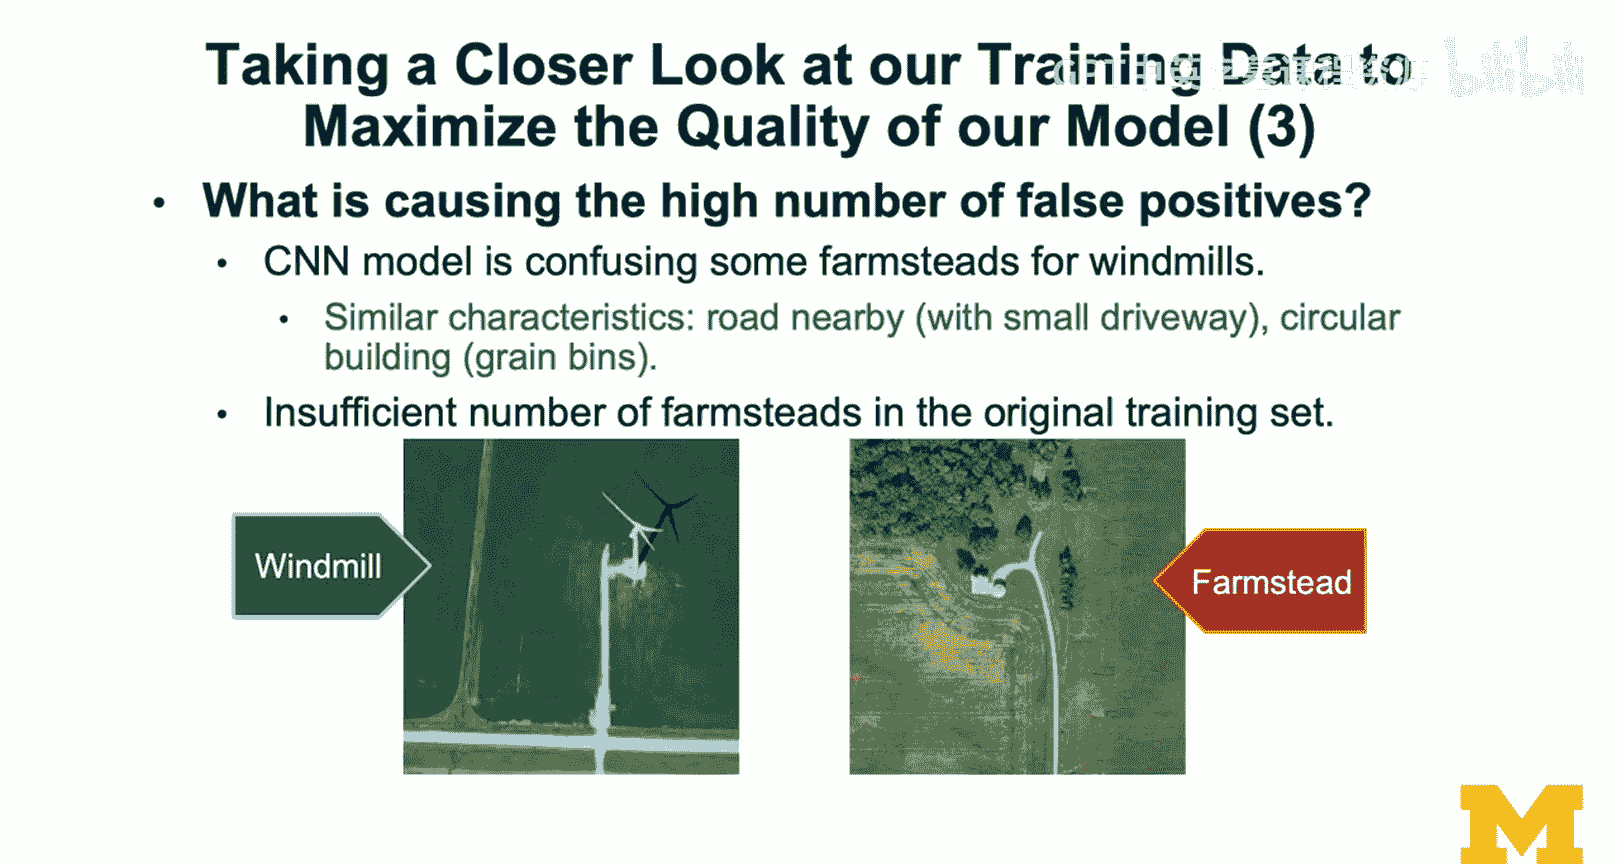 Taking a Closer Look at our Training Data to
Maximize the Quality of our Model (3)
• What is causing the high number of false positives?
• CNN model is confusing some farmsteads for windmills.
• Similar characteristics: road nearby (with small driveway), circular
building (grain bins).
• Insufficient number of farmsteads in the original training set.
Windmill
Farmstead
M
bilibili